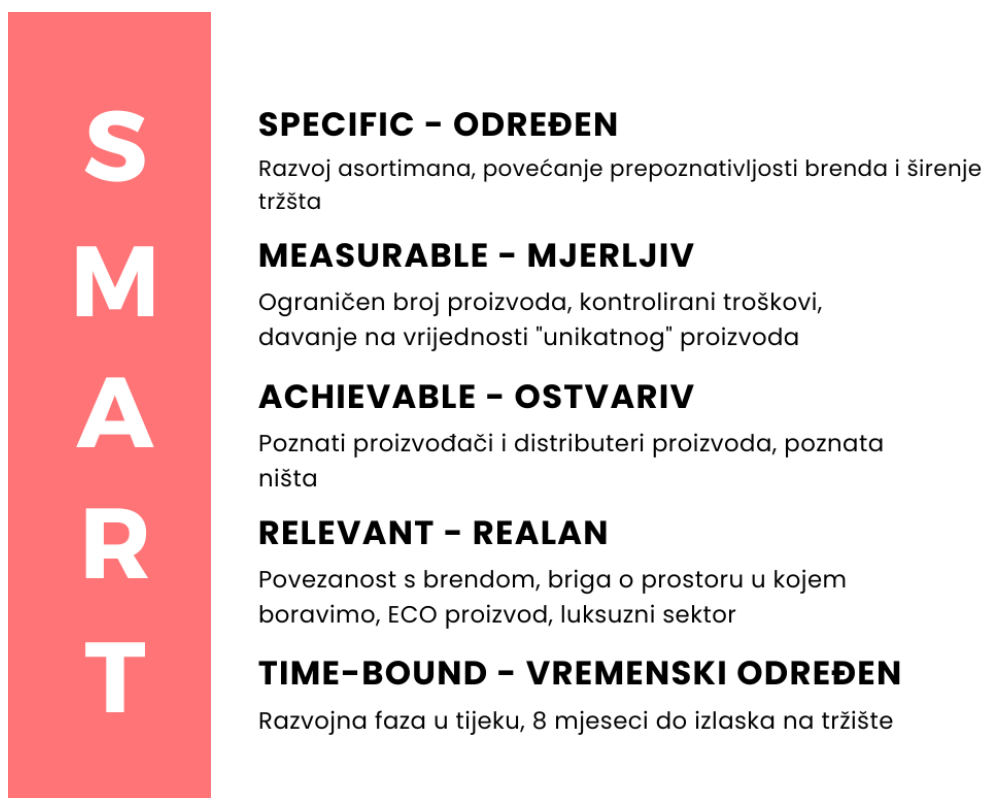 S
SPECIFIC - ODREĐEN
Razvoj asortimana, povećanje prepoznativljosti brenda i širenje
tržšta
M
MEASURABLE - MJERLJIV
Ograničen broj proizvoda, kontrolirani troškovi,
davanje na vrijednosti "unikatnog" proizvoda
A
ACHIEVABLE - OSTVARIV
Poznati proizvođači i distributeri proizvoda, poznata
ništa
R
RELEVANT - REALAN
Povezanost s brendom, briga o prostoru u kojem
boravimo, ECO proizvod, luksuzni sektor
T
TIME-BOUND - VREMENSKI ODREĐEN
Razvojna faza u tijeku, 8 mjeseci do izlaska na tržište